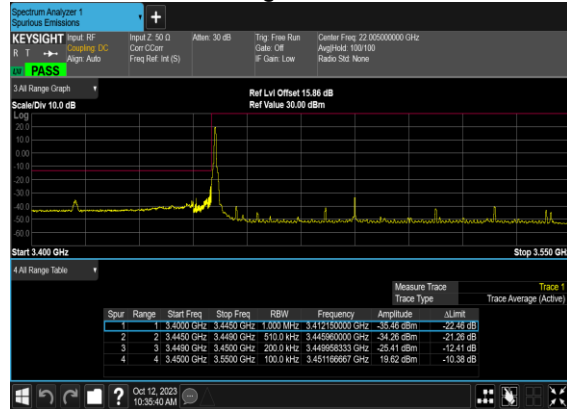 Spectrum Analyzer 1
Spurious Emissions
KEYSIGHT Input: RF Input Z: 50 Ω Atten: 30 dB Trig: Free Run Center Freq: 22.005000000 GHz
R T Coupling: DC Corr CCorr Gate: Off Avg|Hold: 100/100
Align: Auto Freq Ref: Int (S) IF Gain: Low Radio Std: None
PASS
3 All Range Graph
Ref Lvl Offset 15.86 dB
Scale/Div 10.0 dB Ref Value 30.00 dBm
Log
20.0
10.0
0.00
-10.0
-20.0
-30.0
-40.0
-50.0
-60.0
Start 3.400 GHz Stop 3.550 GH
4 All Range Table
Measure Trace Trace 1
Trace Type Trace Average (Active)
Spur Range Start Freq Stop Freq RBW Frequency Amplitude ΔLimit
1 1 3.4000 GHz 3.4450 GHz 1.000 MHz 3.412150000 GHz -35.46 dBm -22.46 dB
2 2 3.4450 GHz 3.4490 GHz 510.0 kHz 3.445960000 GHz -34.26 dBm -21.26 dB
3 3 3.4490 GHz 3.4500 GHz 200.0 kHz 3.449958333 GHz -25.41 dBm -12.41 dB
4 4 3.4500 GHz 3.5500 GHz 100.0 kHz 3.451166667 GHz 19.62 dBm -10.38 dB
? Oct 12, 2023
10:35:40 AM